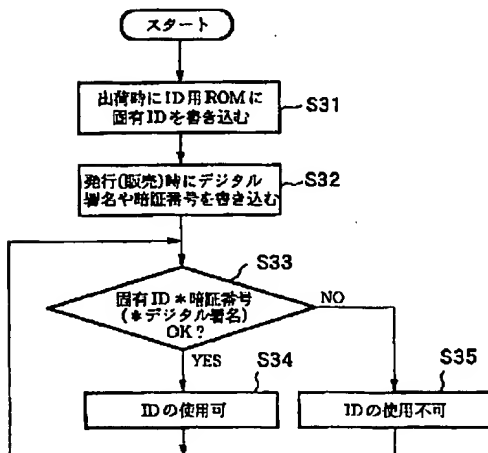 スタート
出荷時にID用ROMに
固有IDを書き込む
S31
発行(販売)時にデジタル
署名や暗証番号を書き込む
S32
S33
固有ID*暗証番号
(*デジタル署名)
OK?
NO
YES
S34
S35
IDの使用可
IDの使用不可